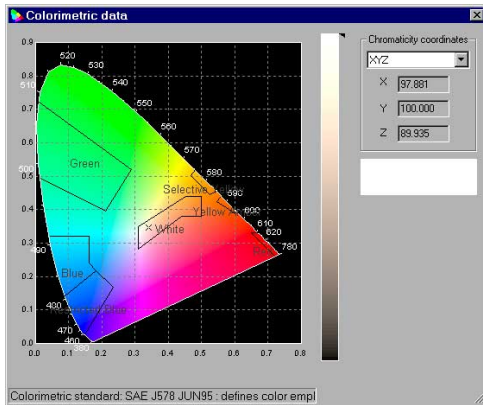 Colorimetric data
Chromaticity coordinates
XYZ
X 97.881
Y 100.000
Z 89.935
0.9
0.8
0.7
0.6
0.5
0.4
0.3
0.2
0.1
0.0
0.0 0.1 0.2 0.3 0.4 0.5 0.6 0.7 0.8
520
530
540
550
560
570
580
590
600
610
620
780
510
500
490
470
460
380
Green
Selective Yellow
Yellow
White
Red
Blue
Blue
Colorimetric standard: SAE J578 JUN95 : defines color empl